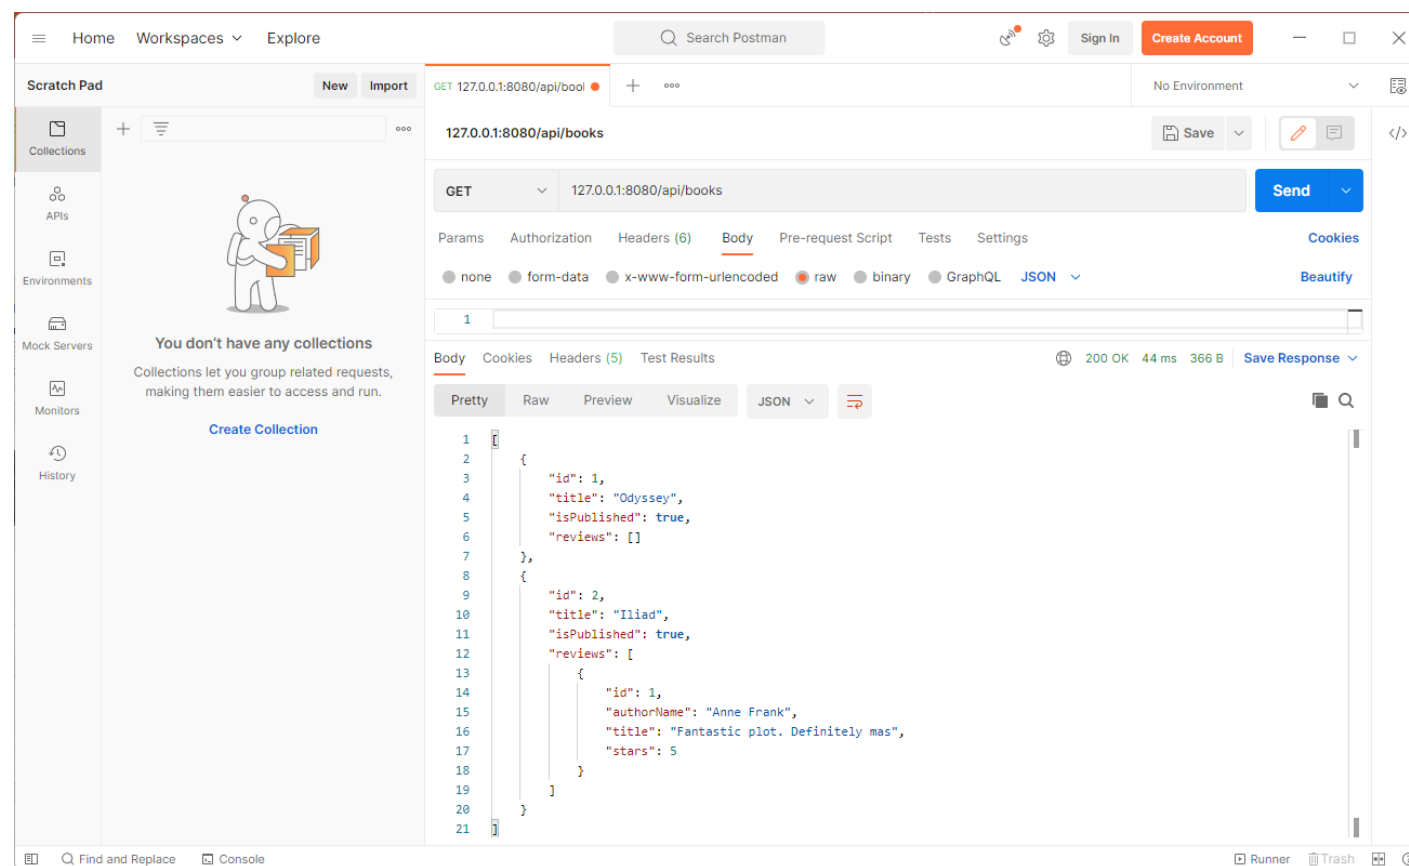 Home Workspaces Explore Search Postman Sign In Create Account
Scratch Pad New Import GET 127.0.0.1:8080/api/bool No Environment
Collections
APIs
Environments
Mock Servers
Monitors
History
You don't have any collections
Collections let you group related requests,
making them easier to access and run.
Create Collection
127.0.0.1:8080/api/books Save
GET 127.0.0.1:8080/api/books Send
Params Authorization Headers (6) Body Pre-request Script Tests Settings Cookies
none form-data x-www-form-urlencoded raw binary GraphQL JSON Beautify
1
Body Cookies Headers (5) Test Results 200 OK 44 ms 366 B Save Response
Pretty Raw Preview Visualize JSON
1 [
2 {
3 "id": 1,
4 "title": "Odyssey",
5 "isPublished": true,
6 "reviews": []
7 },
8 {
9 "id": 2,
10 "title": "Iliad",
11 "isPublished": true,
12 "reviews": [
13 {
14 "id": 1,
15 "authorName": "Anne Frank",
16 "title": "Fantastic plot. Definitely mas",
17 "stars": 5
18 }
19 ]
20 }
21 ]
Find and Replace Console Runner Trash